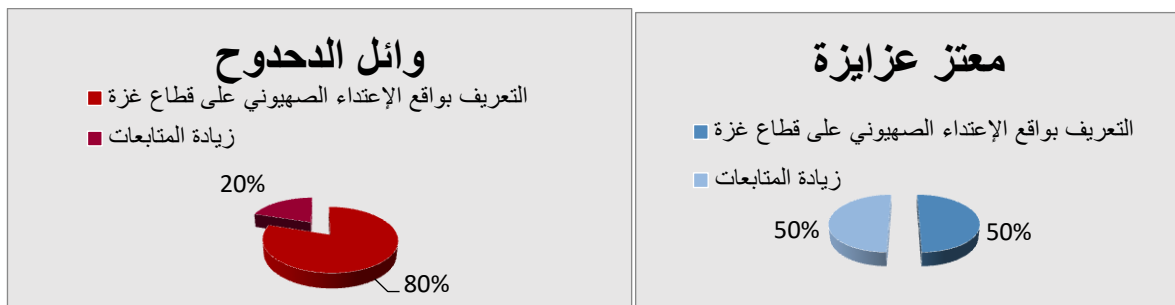 معتز عزايزة
التعريف بواقع الإعتداء الصهيوني على قطاع غزة
زيادة المتابعات
50%
50%
وائل الدحدوح
التعريف بواقع الإعتداء الصهيوني على قطاع غزة
زيادة المتابعات
20%
80%